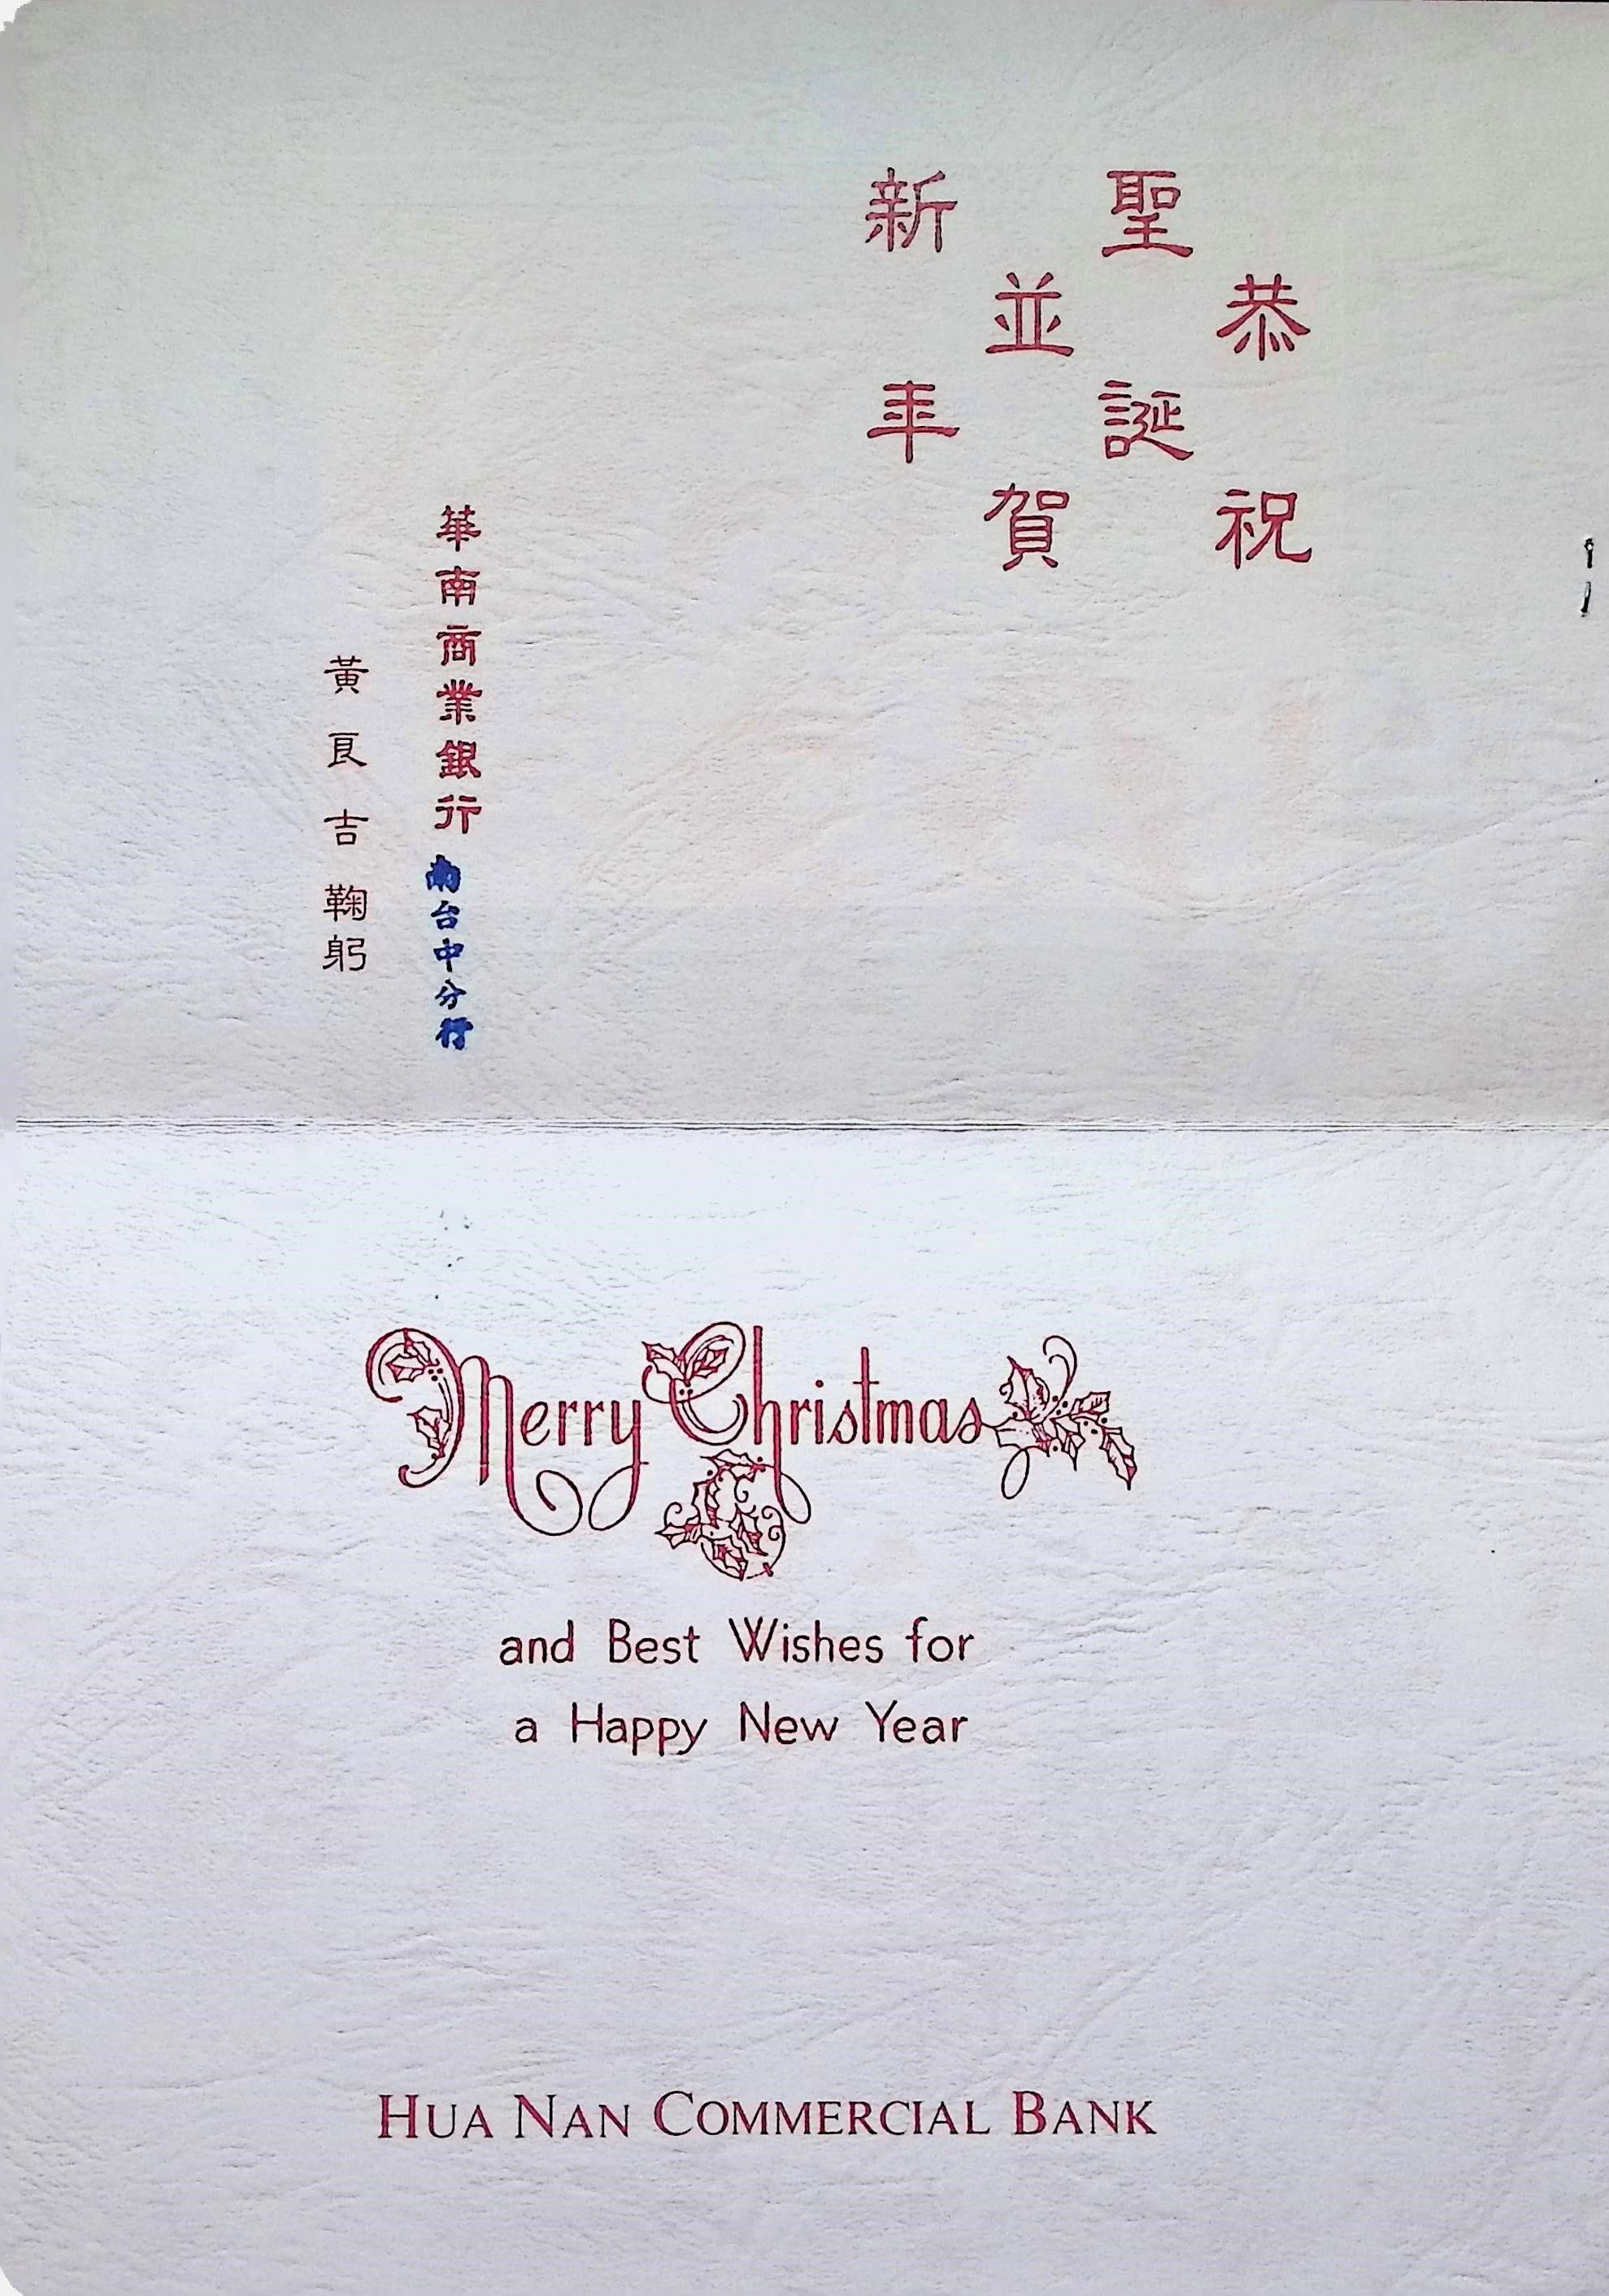 恭祝
聖誕
並賀
新年
華南商業銀行南台中分行
黃良吉鞠躬
Merry Christmas
and Best Wishes for
a Happy New Year
HUA NAN COMMERCIAL BANK